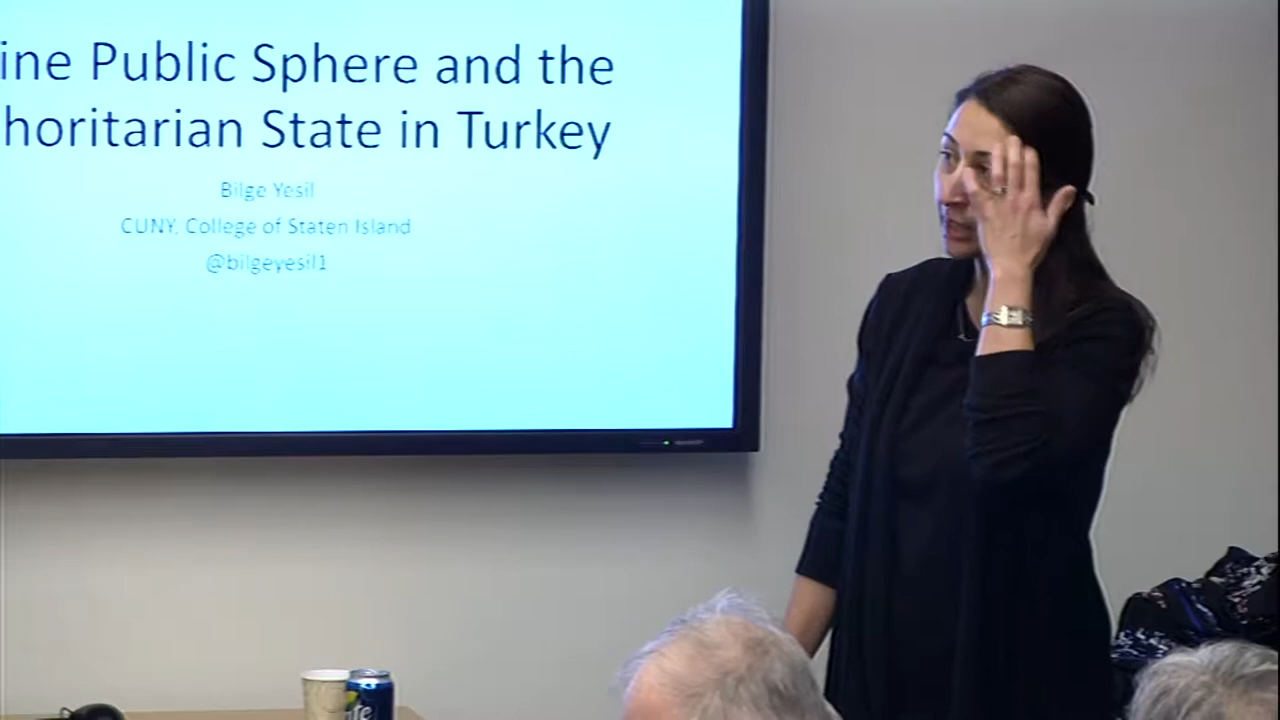 ine Public Sphere and the
horitarian State in Turkey
Bilge Yesil
CUNY, College of Staten Island
@bilgeyesil1